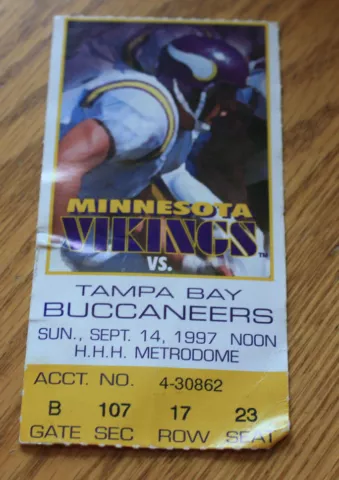 MINNESOTA
VIKINGS™
VS.
TAMPA BAY
BUCCANEERS
SUN., SEPT. 14, 1997 NOON
H.H.H. METRODOME
ACCT. NO. 4-30862
B 107 17 23
GATE SEC ROW SEAT